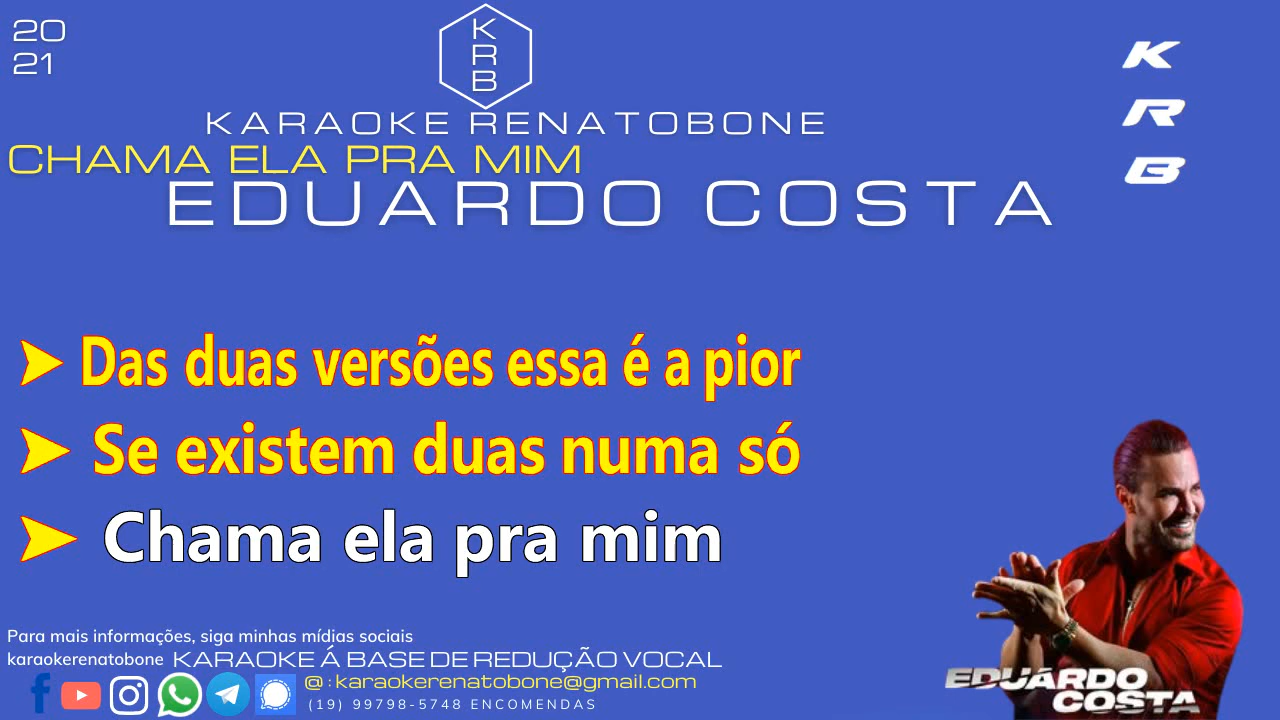 20
21
K
R
B
KARAOKE RENATOBONE
CHAMA ELA PRA MIM
EDUARDO COSTA
K
R
B
➤ Das duas versões essa é a pior
➤ Se existem duas numa só
➤ Chama ela pra mim
Para mais informações, siga minhas mídias sociais
karaokerenatobone KARAOKE Á BASE DE REDUÇÃO VOCAL
@:karaokerenatobone@gmail.com
(19) 99798-5748 ENCOMENDAS
EDUARDO
COSTA